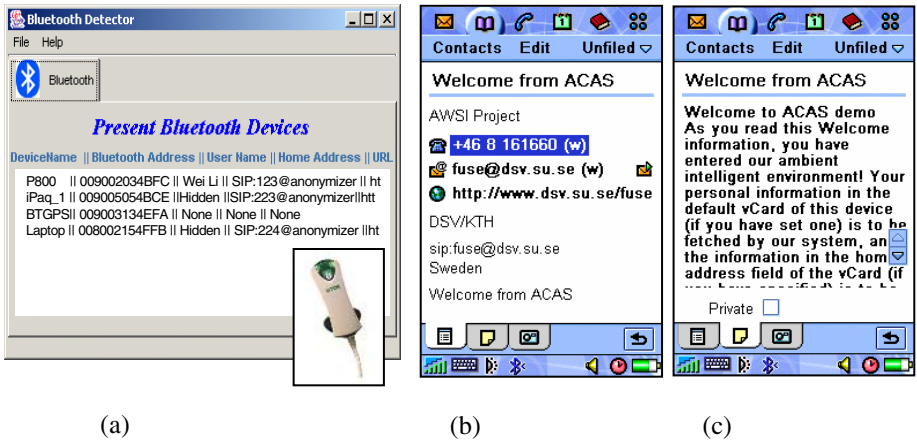 Bluetooth Detector
File Help
Bluetooth
Present Bluetooth Devices
DeviceName || Bluetooth Address || User Name || Home Address || URL
P800 || 009002034BFC || Wei Li || SIP:123@anonymizer || ht
iPaq_1 || 009005054BCE ||Hidden ||SIP:223@anonymizer||htt
BTGPS|| 009003134EFA || None || None || None
Laptop || 008002154FFB || Hidden || SIP:224@anonymizer ||ht
(a)
Contacts Edit Unfiled
Welcome from ACAS
AWSI Project
+46 8 161660 (w)
fuse@dsv.su.se (w)
http://www.dsv.su.se/fuse
DSV/KTH
sip:fuse@dsv.su.se
Sweden
Welcome from ACAS
(b)
Contacts Edit Unfiled
Welcome from ACAS
Welcome to ACAS demo
As you read this Welcome
information, you have
entered our ambient
intelligent environment! Your
personal information in the
default vCard of this device
(if you have set one) is to be
fetched by our system, an
the information in the hom
address field of the vCard (if
Private
(c)